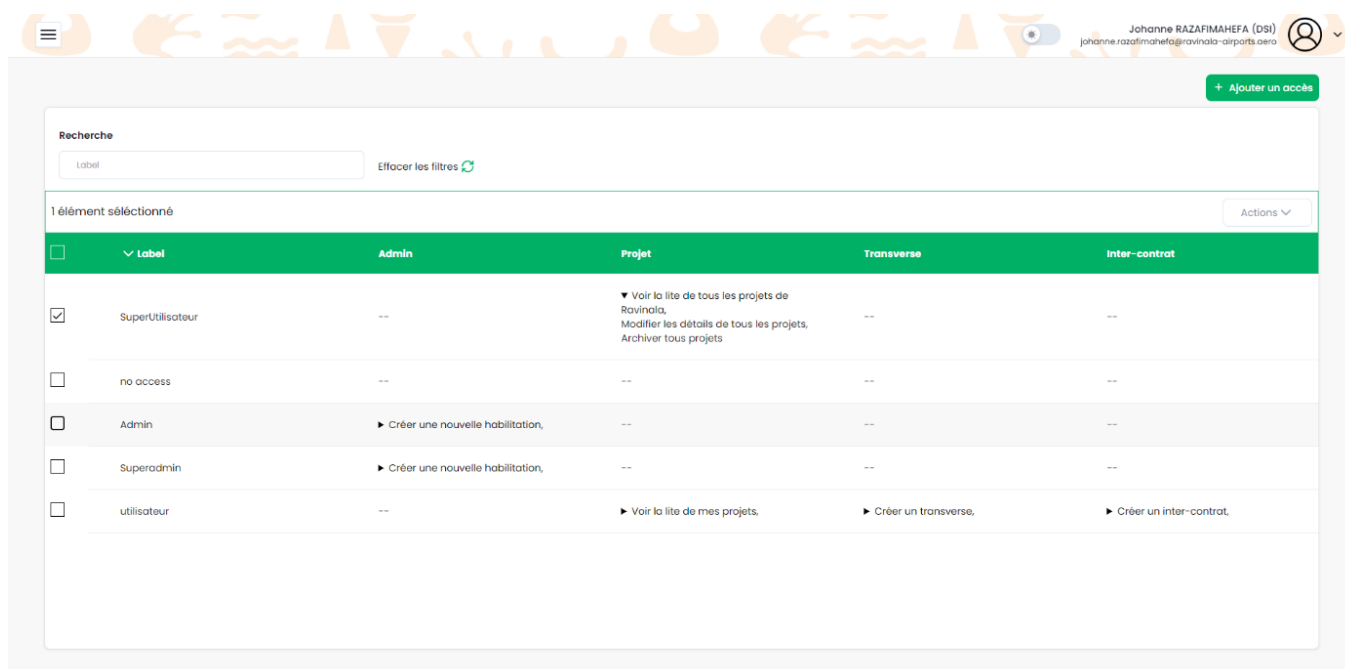 Johanne RAZAFIMAHEFA (DSI)
johanne.razafimahefa@ravinala-airports.aero
+ Ajouter un accès
Recherche
Label
Effacer les filtres
1 élément séléctionné
Actions
Label Admin Projet Transverse Inter-contrat
SuperUtilisateur -- ▼ Voir la lite de tous les projets de
Ravinala,
Modifier les détails de tous les projets,
Archiver tous projets -- --
no access -- -- -- --
Admin ▶ Créer une nouvelle habilitation, -- -- --
Superadmin ▶ Créer une nouvelle habilitation, -- -- --
utilisateur -- ▶ Voir la lite de mes projets, ▶ Créer un transverse, ▶ Créer un inter-contrat,